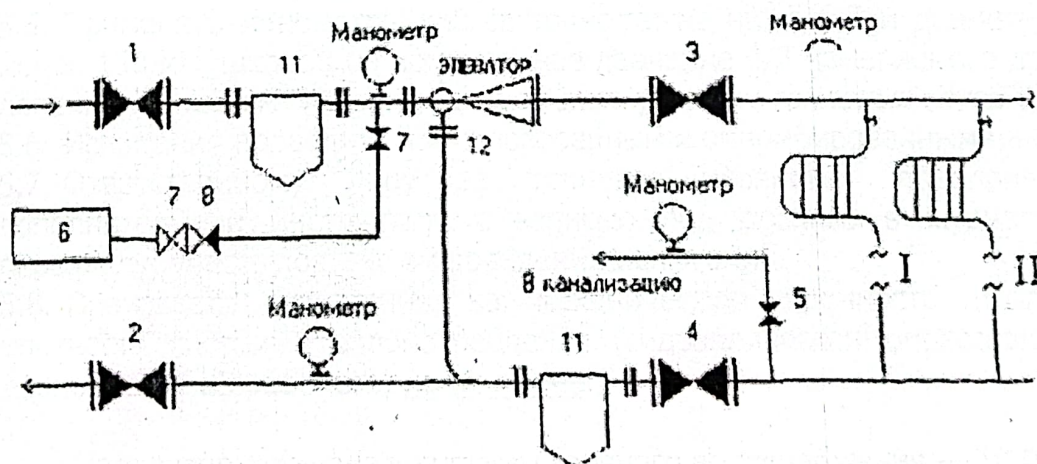 Манометр
1
11
Манометр
ЭЛЕВАТОР
3
7
12
Манометр
7 8
6
I
II
В канализацию
5
2
Манометр
11
4